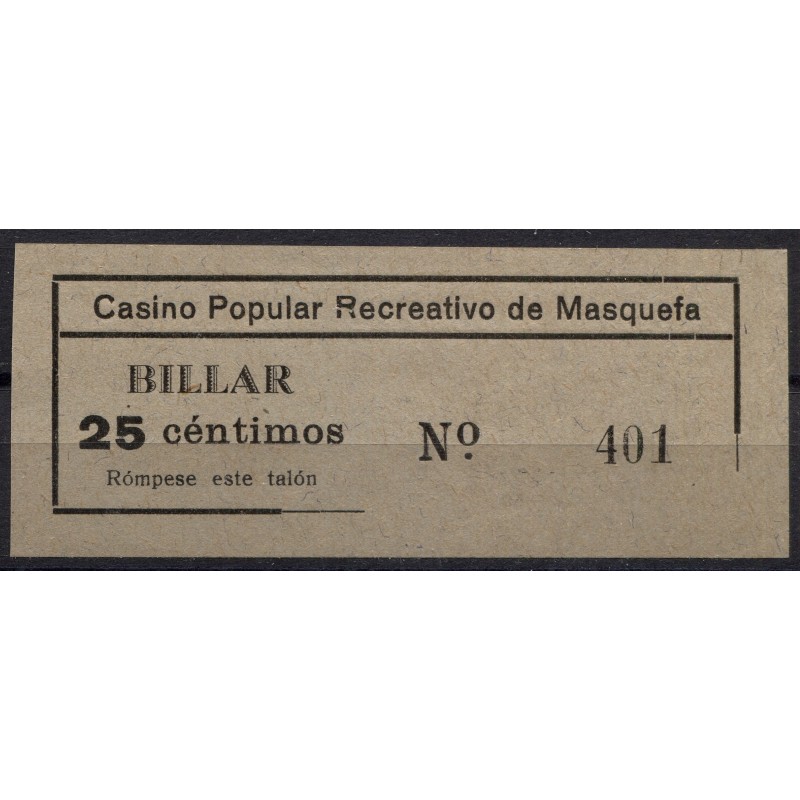 Casino Popular Recreativo de Masquefa
BILLAR
25 céntimos
Nº 401
Rómpese este talón